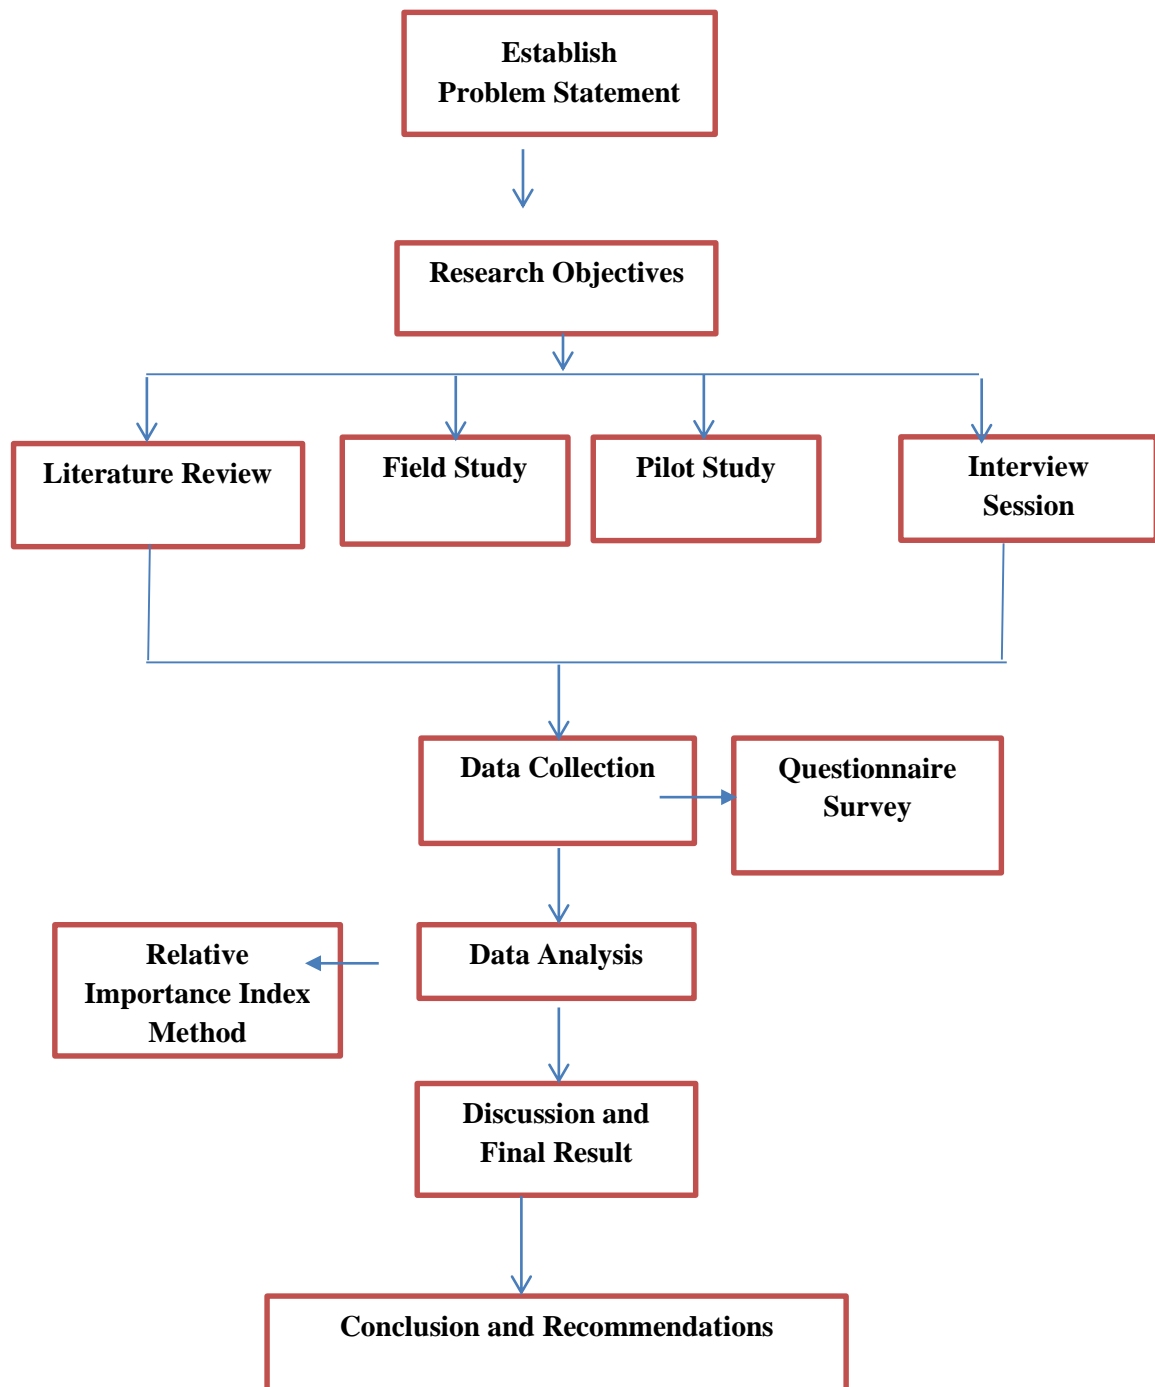 Establish
Problem Statement
Research Objectives
Literature Review
Field Study
Pilot Study
Interview
Session
Data Collection
Questionnaire
Survey
Relative
Importance Index
Method
Data Analysis
Discussion and
Final Result
Conclusion and Recommendations